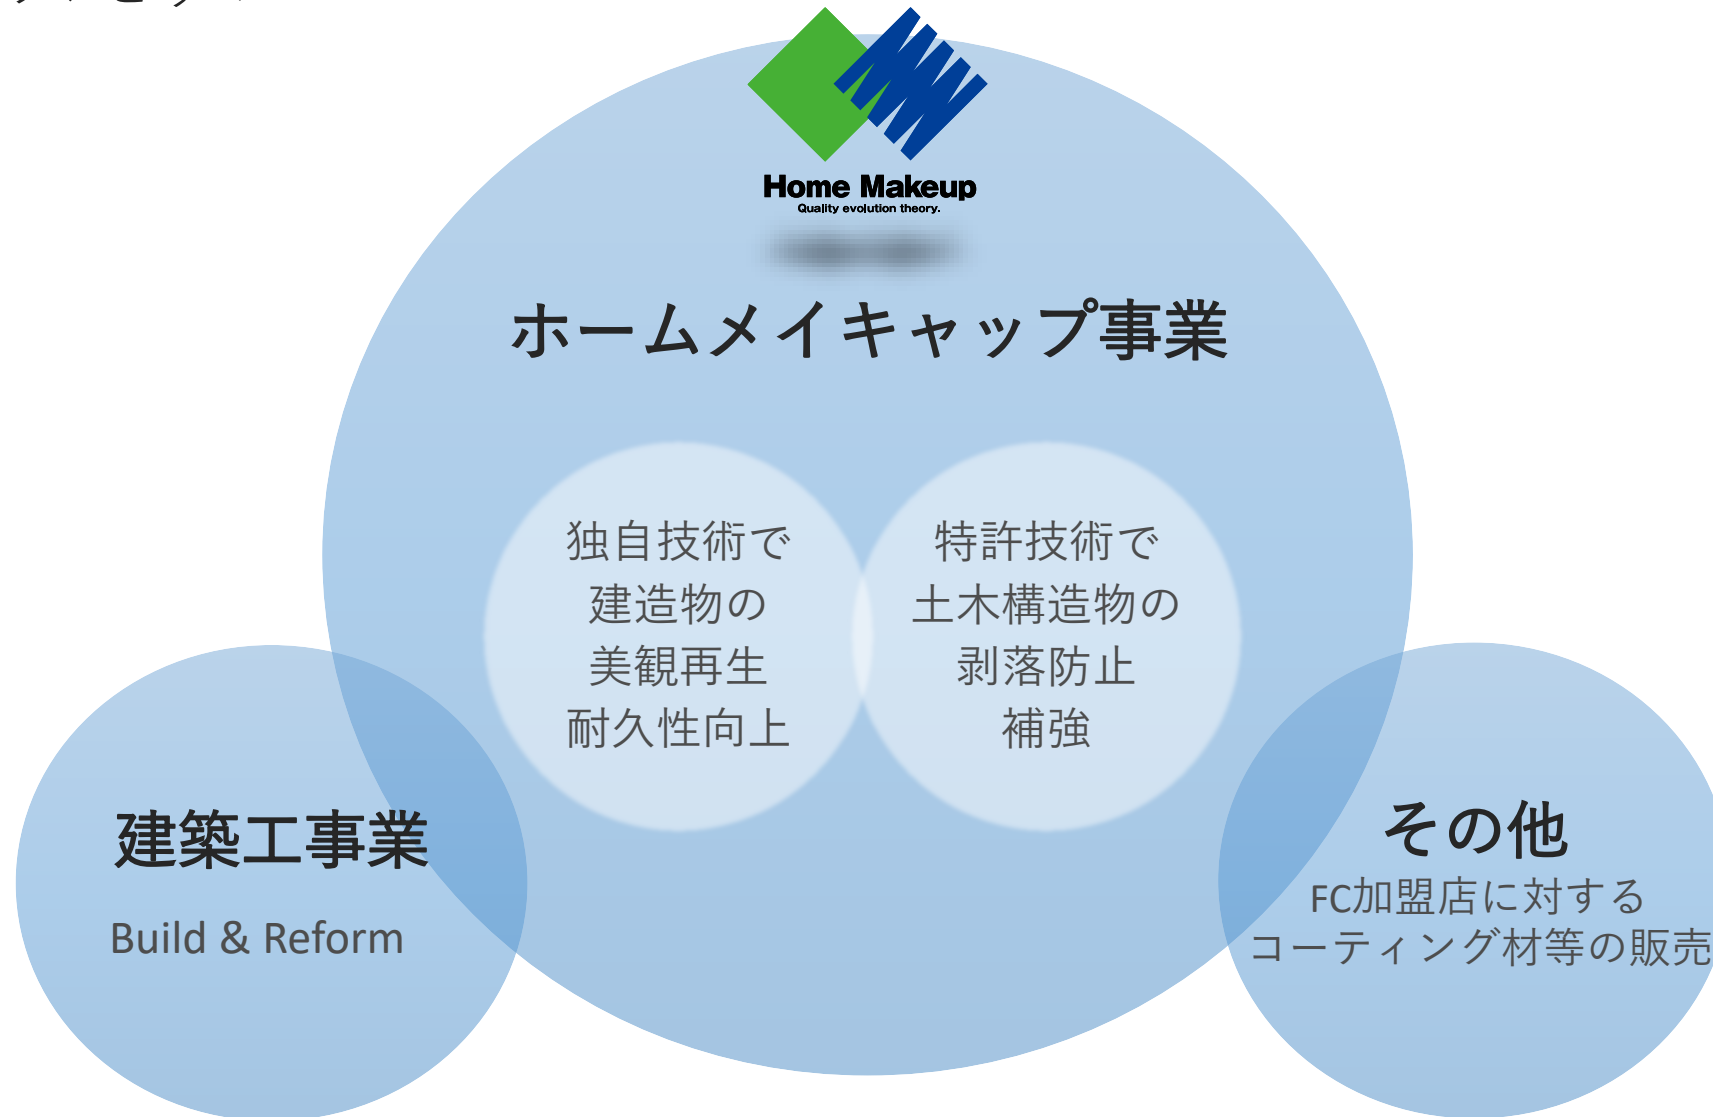 Home Makeup
Quality evolution theory.
ホームメイキャップ事業
独自技術で
建造物の
美観再生
耐久性向上
特許技術で
土木構造物の
剥落防止
補強
建築工事業
Build & Reform
その他
FC加盟店に対する
コーティング材等の販売